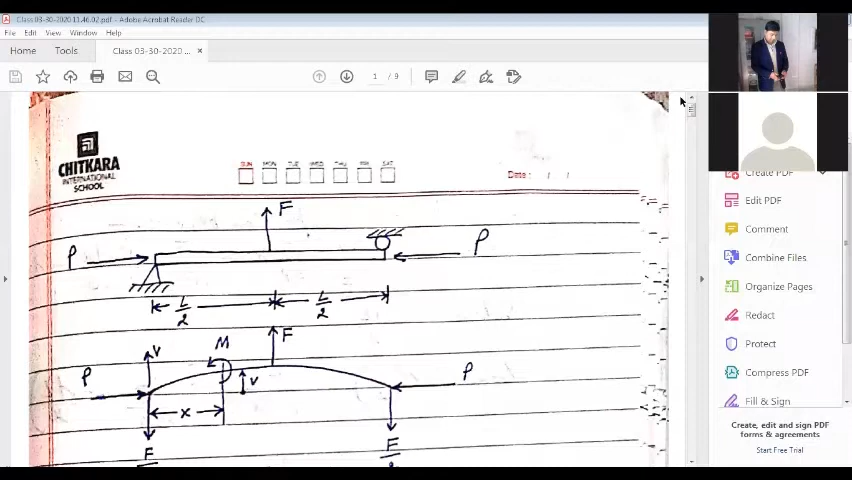 Class 03-30-2020 11.46.02.pdf - Adobe Acrobat Reader DC
File Edit View Window Help
Home Tools Class 03-30-2020 ... ×
1 / 9
CHITKARA
INTERNATIONAL
SCHOOL
SUN MON TUE WED THU FRI SAT
Date : / /
F
P P
L/2 L/2
M F
V P v P
x
F F
Create PDF
Edit PDF
Comment
Combine Files
Organize Pages
Redact
Protect
Compress PDF
Fill & Sign
Create, edit and sign PDF
forms & agreements
Start Free Trial